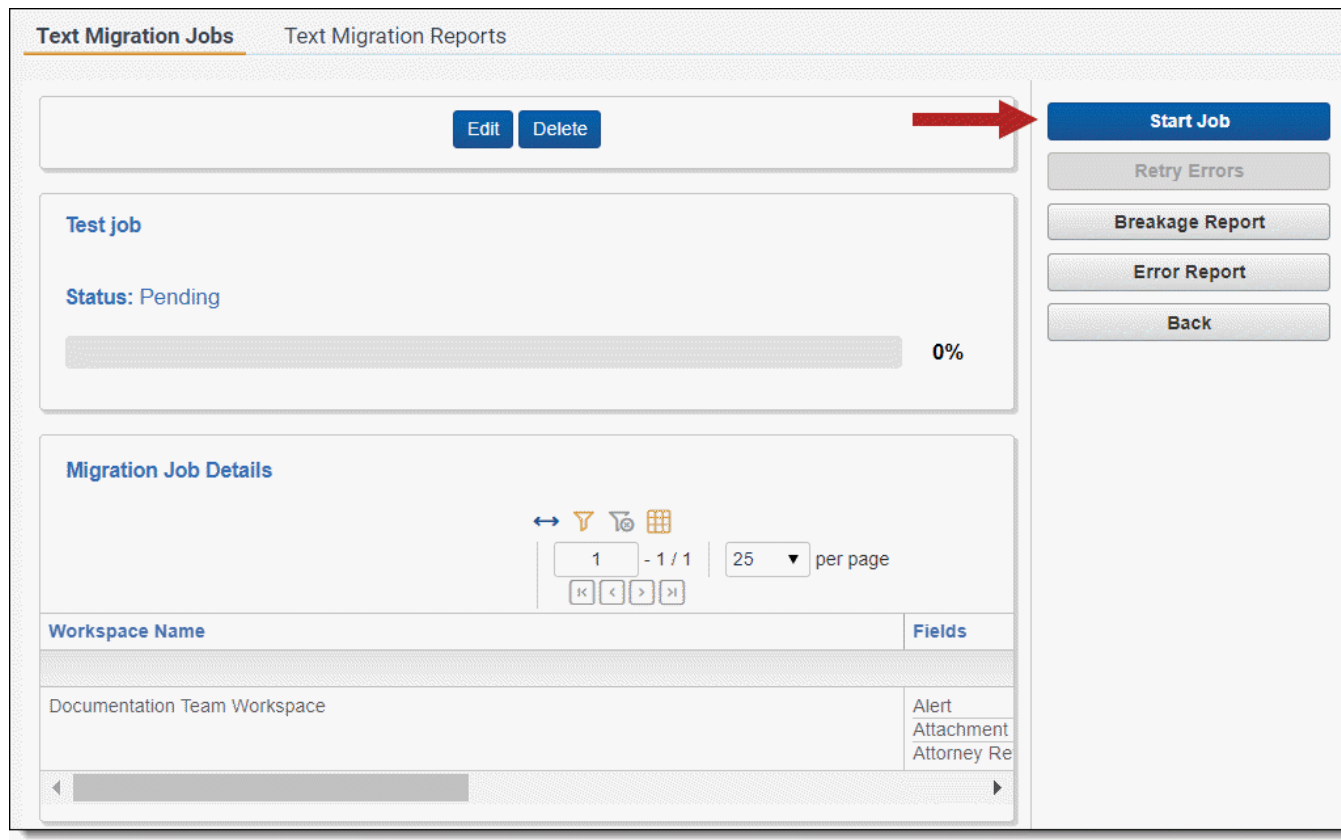 Text Migration Jobs Text Migration Reports
Edit Delete
Start Job
Retry Errors
Breakage Report
Error Report
Back
Test job
Status: Pending
0%
Migration Job Details
1 - 1 / 1 25 per page
Workspace Name Fields
Documentation Team Workspace Alert
Attachment
Attorney Re